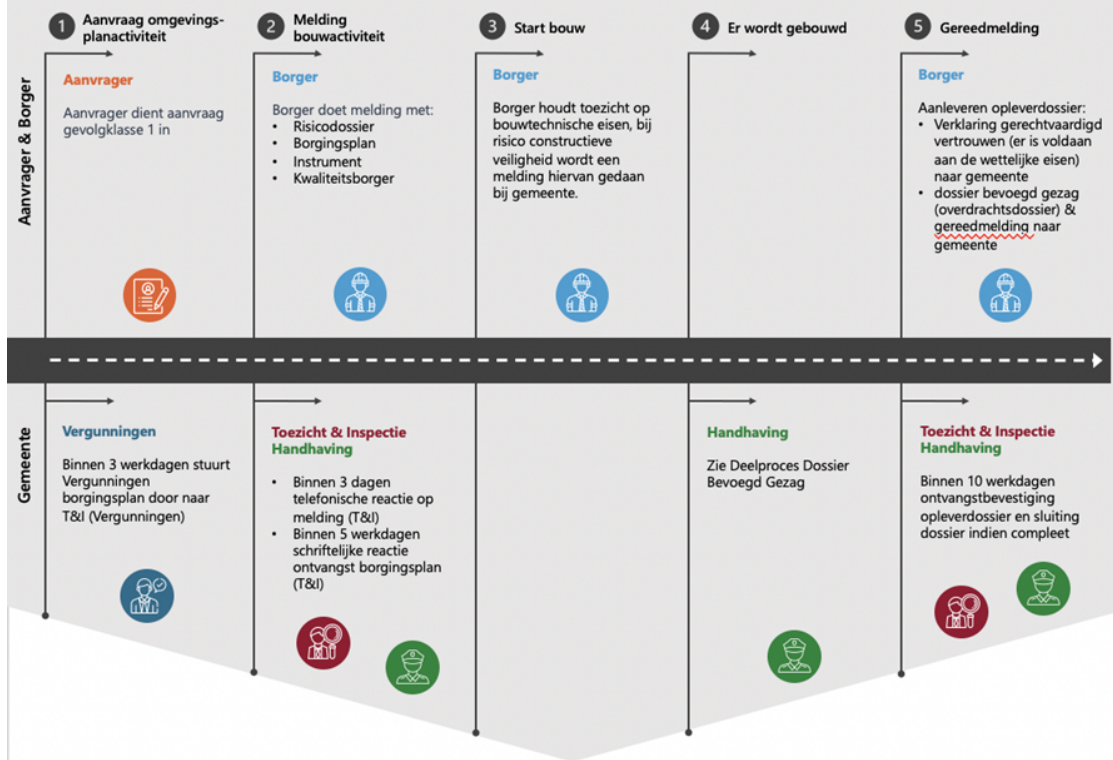 1 Aanvraag omgevings-
planactiviteit
2 Melding
bouwactiviteit
3 Start bouw
4 Er wordt gebouwd
5 Gereedmelding
Aanvrager & Borger
Aanvrager
Aanvrager dient aanvraag
gevolgklasse 1 in
Borger
Borger doet melding met:
• Risicodossier
• Borgingsplan
• Instrument
• Kwaliteitsborger
Borger
Borger houdt toezicht op
bouwtechnische eisen, bij
risico constructieve
veiligheid wordt een
melding hiervan gedaan
bij gemeente.
Borger
Aanleveren opleverdossier:
• Verklaring gerechtvaardigd
vertrouwen (er is voldaan
aan de wettelijke eisen)
naar gemeente
• dossier bevoegd gezag
(overdrachtsdossier) &
gereedmelding naar
gemeente
Gemeente
Vergunningen
Binnen 3 werkdagen stuurt
Vergunningen
borgingsplan door naar
T&I (Vergunningen)
Toezicht & Inspectie
Handhaving
• Binnen 3 dagen
telefonische reactie op
melding (T&I)
• Binnen 5 werkdagen
schriftelijke reactie
ontvangst borgingsplan
(T&I)
Handhaving
Zie Deelproces Dossier
Bevoegd Gezag
Toezicht & Inspectie
Handhaving
Binnen 10 werkdagen
ontvangstbevestiging
opleverdossier en sluiting
dossier indien compleet